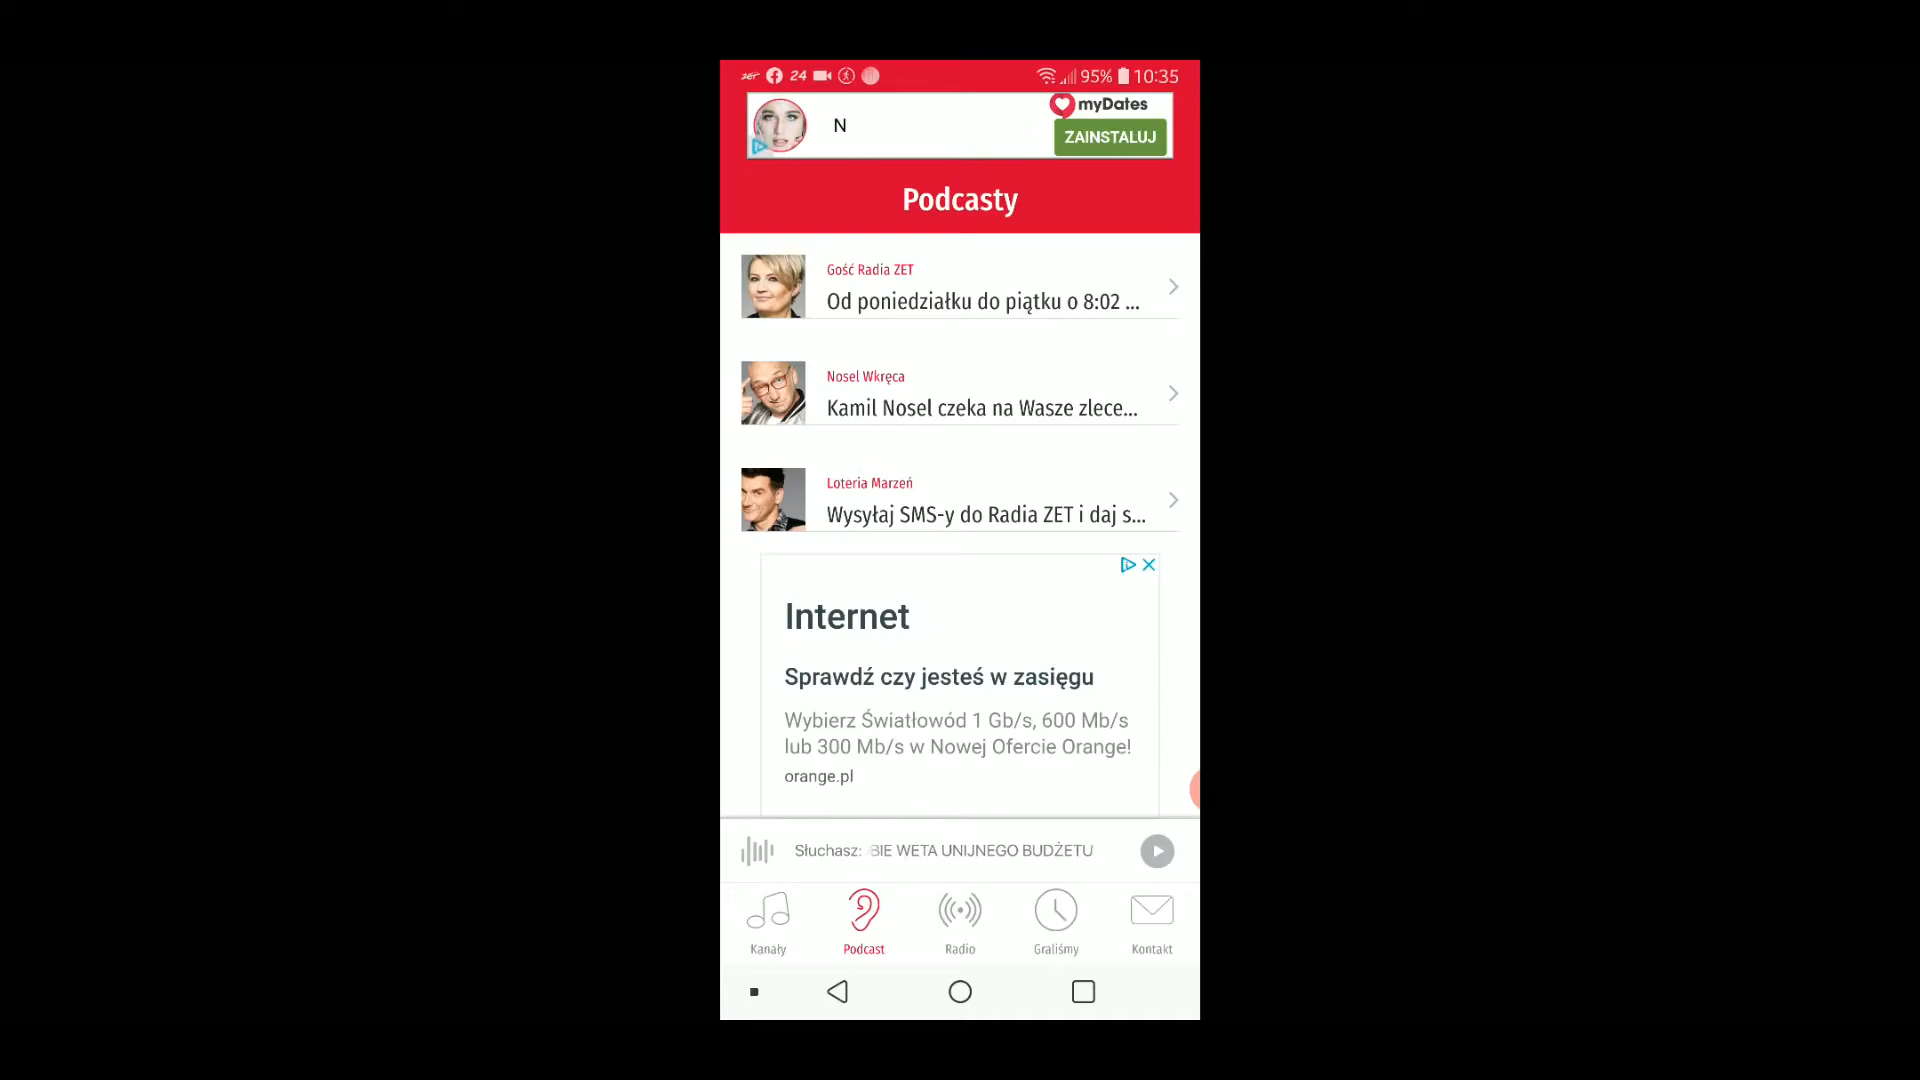 ZET 24 95% 10:35
N
myDates
ZAINSTALUJ
Podcasty
Gość Radia ZET
Od poniedziałku do piątku o 8:02 ...
Nosel Wkręca
Kamil Nosel czeka na Wasze zlece...
Loteria Marzeń
Wysyłaj SMS-y do Radia ZET i daj s...
Internet
Sprawdź czy jesteś w zasięgu
Wybierz Światłowód 1 Gb/s, 600 Mb/s
lub 300 Mb/s w Nowej Ofercie Orange!
orange.pl
Słuchasz: BIE WETA UNIJNEGO BUDŻETU
Kanały Podcast Radio Graliśmy Kontakt